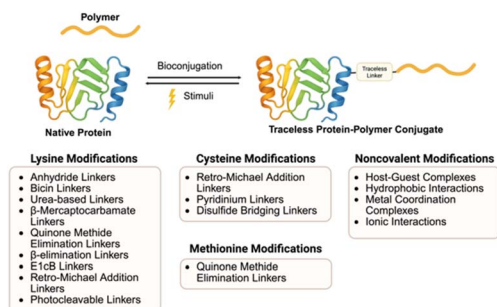 Polymer
Bioconjugation
Stimuli
Traceless
Linker
Native Protein
Traceless Protein-Polymer Conjugate
Lysine Modifications
• Anhydride Linkers
• Bicin Linkers
• Urea-based Linkers
• β-Mercaptocarbamate
Linkers
• Quinone Methide
Elimination Linkers
• β-elimination Linkers
• E1cB Linkers
• Retro-Michael Addition
Linkers
• Photocleavable Linkers
Cysteine Modifications
• Retro-Michael Addition
Linkers
• Pyridinium Linkers
• Disulfide Bridging Linkers
Methionine Modifications
• Quinone Methide
Elimination Linkers
Noncovalent Modifications
• Host-Guest Complexes
• Hydrophobic Interactions
• Metal Coordination
Complexes
• Ionic Interactions